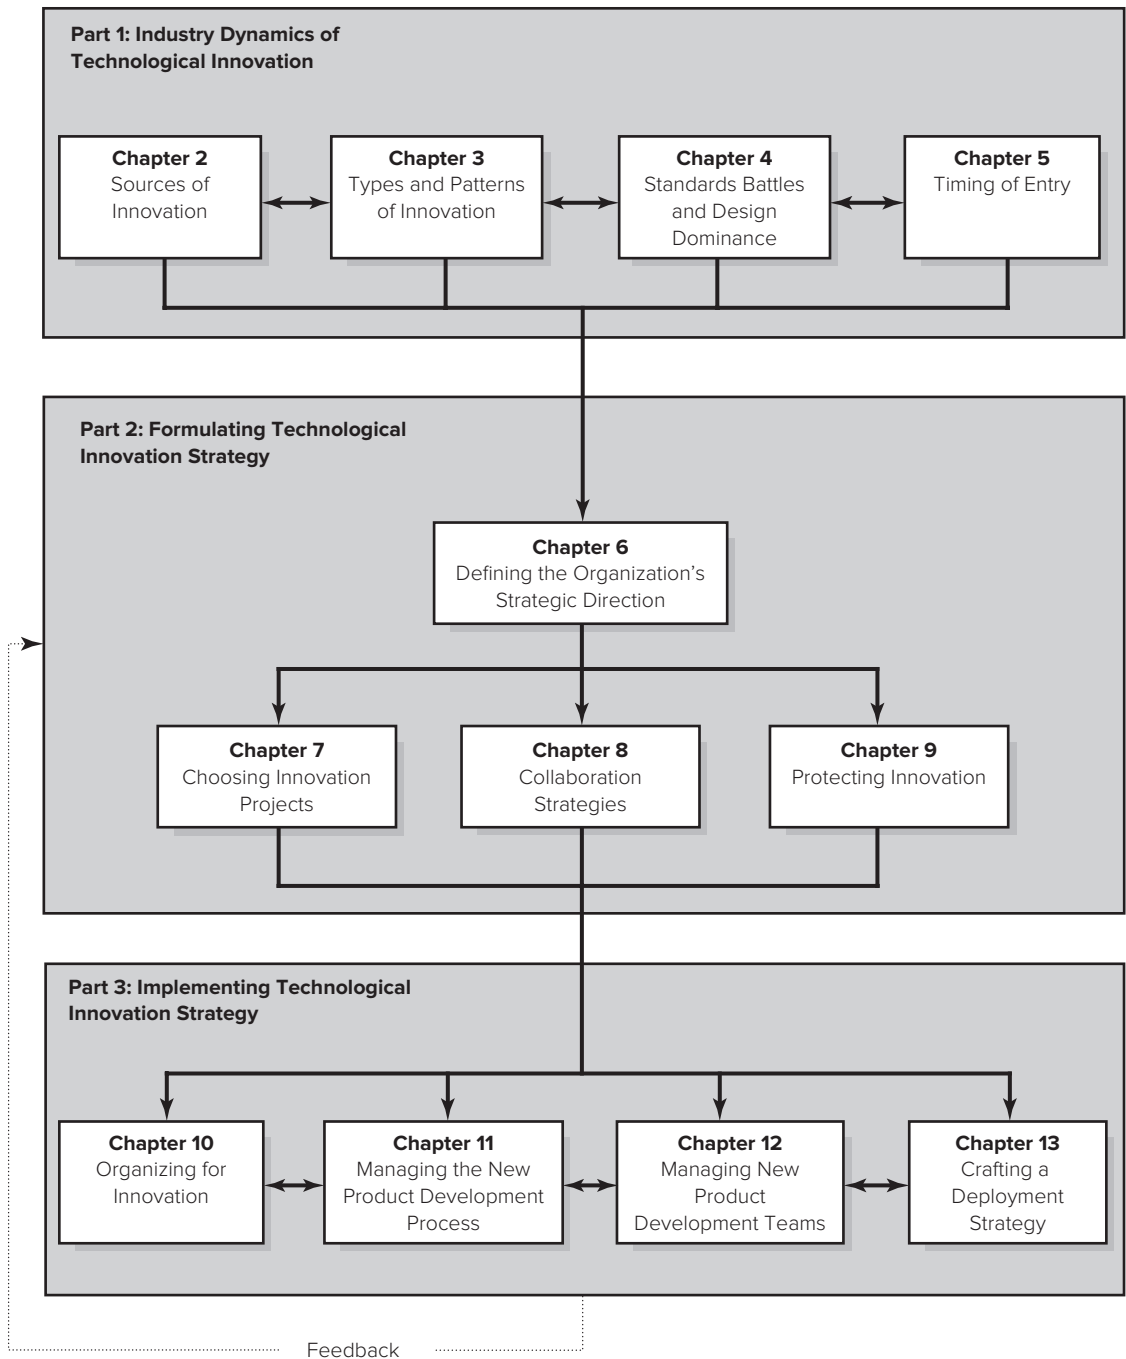 Part 1: Industry Dynamics of
Technological Innovation
Chapter 2
Sources of
Innovation
Chapter 3
Types and Patterns
of Innovation
Chapter 4
Standards Battles
and Design
Dominance
Chapter 5
Timing of Entry
Part 2: Formulating Technological
Innovation Strategy
Chapter 6
Defining the Organization’s
Strategic Direction
Chapter 7
Choosing Innovation
Projects
Chapter 8
Collaboration
Strategies
Chapter 9
Protecting Innovation
Part 3: Implementing Technological
Innovation Strategy
Chapter 10
Organizing for
Innovation
Chapter 11
Managing the New
Product Development
Process
Chapter 12
Managing New
Product
Development Teams
Chapter 13
Crafting a
Deployment
Strategy
Feedback